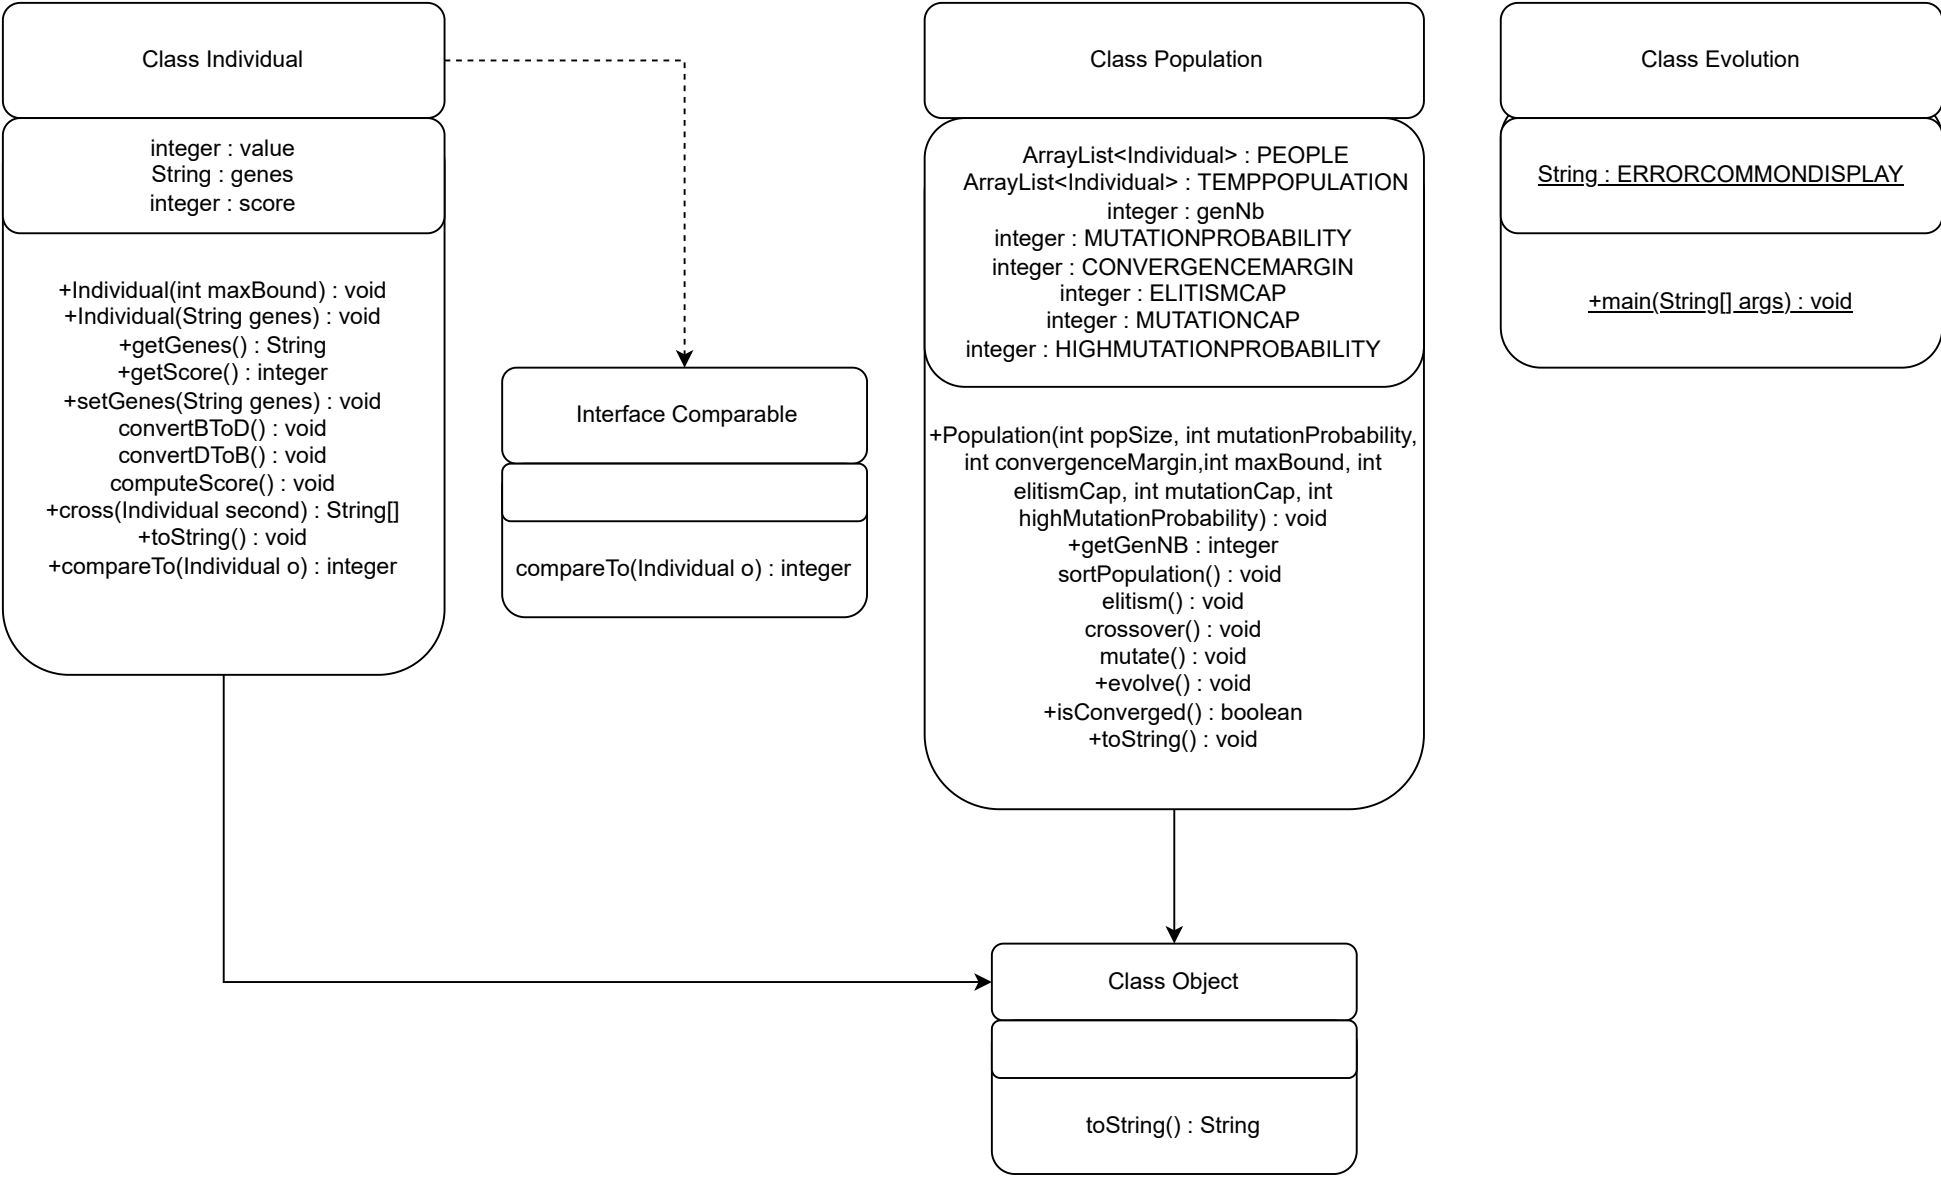 Class Individual
integer : value
String : genes
integer : score
+Individual(int maxBound) : void
+Individual(String genes) : void
+getGenes() : String
+getScore() : integer
+setGenes(String genes) : void
convertBToD() : void
convertDToB() : void
computeScore() : void
+cross(Individual second) : String[]
+toString() : void
+compareTo(Individual o) : integer
Interface Comparable
compareTo(Individual o) : integer
Class Population
ArrayList<Individual> : PEOPLE
ArrayList<Individual> : TEMPPOPULATION
integer : genNb
integer : MUTATIONPROBABILITY
integer : CONVERGENCEMARGIN
integer : ELITISMCAP
integer : MUTATIONCAP
integer : HIGHMUTATIONPROBABILITY
+Population(int popSize, int mutationProbability,
int convergenceMargin,int maxBound, int
elitismCap, int mutationCap, int
highMutationProbability) : void
+getGenNB : integer
sortPopulation() : void
elitism() : void
crossover() : void
mutate() : void
+evolve() : void
+isConverged() : boolean
+toString() : void
Class Evolution
String : ERRORCOMMONDISPLAY
+main(String[] args) : void
Class Object
toString() : String